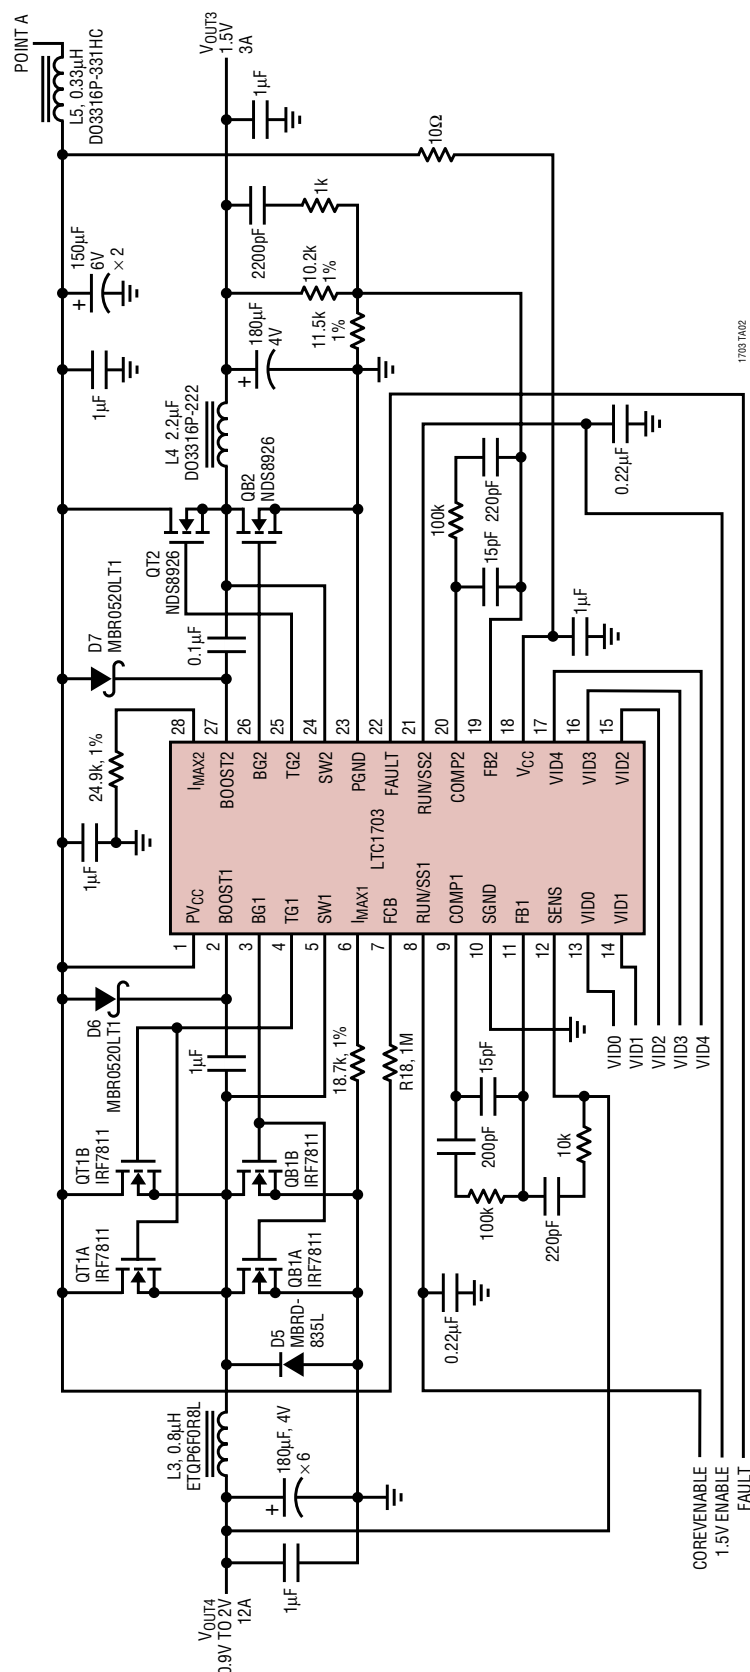 POINT A
L5, 0.33µH
DO3316P-331HC
VOUT3
1.5V
3A
1µF
10Ω
1k
2200pF
10.2k
1%
11.5k
1%
180µF
4V
+
150µF
6V
× 2
+
1µF
L4 2.2µF
DO3316P-222
QB2
NDS8926
QT2
NDS8926
D7
MBR0520LT1
0.1µF
100k
15pF
220pF
0.22µF
1µF
24.9k, 1%
1µF
28
27
26
25
24
23
22
21
20
19
18
17
16
15
IMAX2
BOOST2
BG2
TG2
SW2
PGND
FAULT
RUN/SS2
COMP2
FB2
VCC
VID4
VID3
VID2
LTC1703
PVCC
BOOST1
BG1
TG1
SW1
IMAX1
FCB
RUN/SS1
COMP1
SGND
FB1
SENS
VID0
VID1
1
2
3
4
5
6
7
8
9
10
11
12
13
14
D6
MBR0520LT1
1µF
18.7k, 1%
R18, 1M
15pF
200pF
100k
220pF
10k
VID0
VID1
VID2
VID3
VID4
QT1B
IRF7811
QB1B
IRF7811
QT1A
IRF7811
QB1A
IRF7811
D5
MBRD-
835L
0.22µF
L3, 0.8µH
ETQP6F0R8L
180µF, 4V
× 6
+
1µF
VOUT4
0.9V TO 2V
12A
COREVENABLE
1.5V ENABLE
FAULT
1703 TA02